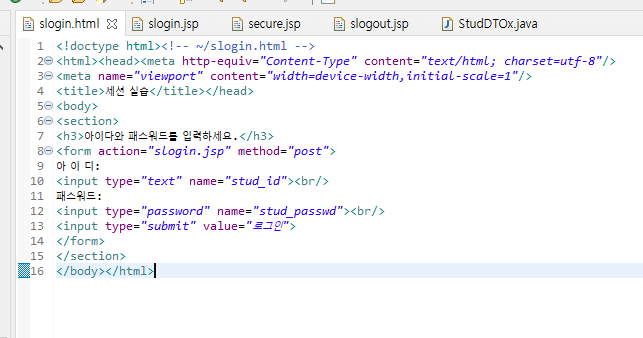 slogin.html slogin.jsp secure.jsp slogout.jsp StudDTOx.java
1 <!doctype html><!-- ~/slogin.html -->
2 <html><head><meta http-equiv="Content-Type" content="text/html; charset=utf-8"/>
3 <meta name="viewport" content="width=device-width,initial-scale=1"/>
4 <title>세션 실습</title></head>
5 <body>
6 <section>
7 <h3>아이다와 패스워드를 입력하세요.</h3>
8 <form action="slogin.jsp" method="post">
9 아 이 디:
10 <input type="text" name="stud_id"><br/>
11 패스워드:
12 <input type="password" name="stud_passwd"><br/>
13 <input type="submit" value="로그인">
14 </form>
15 </section>
16 </body></html>